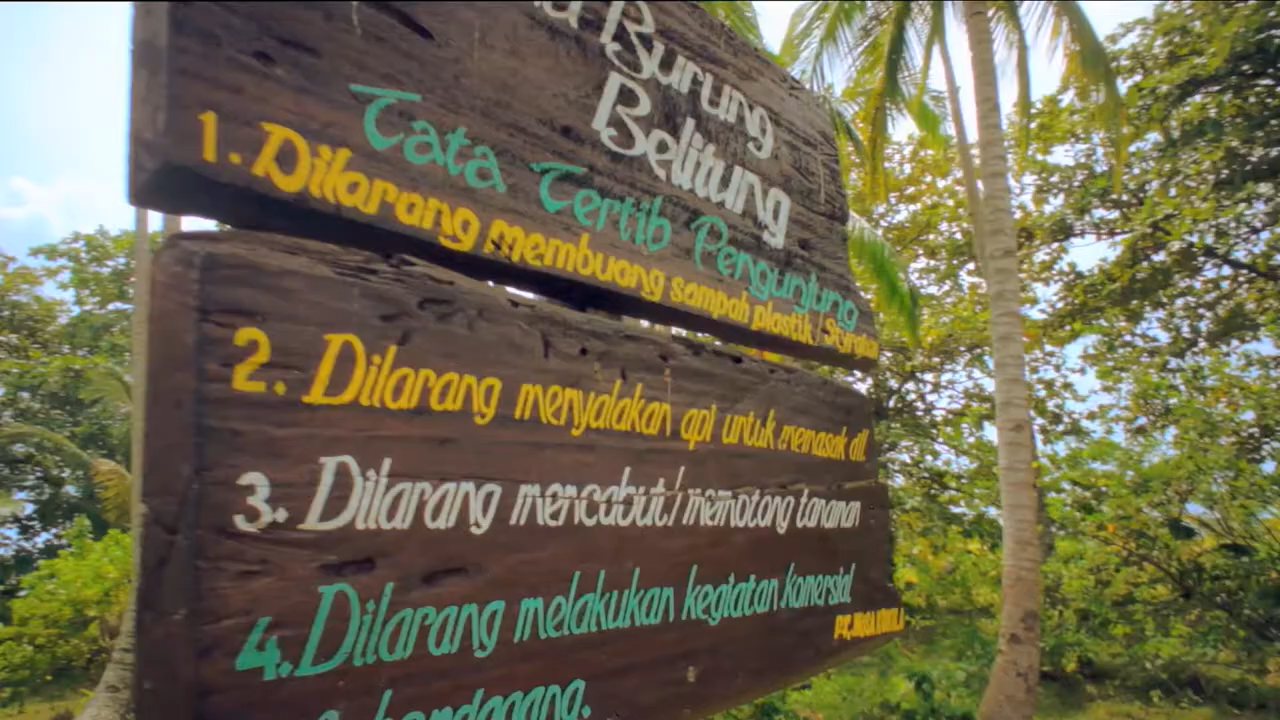 Burung
Belitung
Tata Tertib Pengunjung
1. Dilarang membuang sampah plastik/
2. Dilarang menyalakan api untuk memasak dll.
3. Dilarang mencabut/memotong tanaman
4. Dilarang melakukan kegiatan komersial
berdagang.